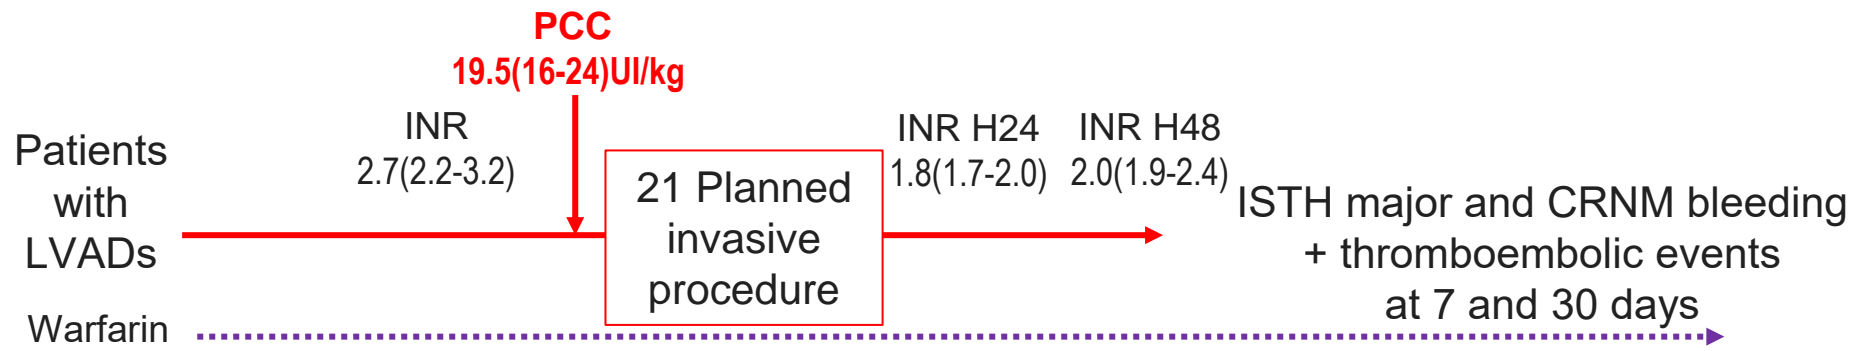 PCC
19.5(16-24)UI/kg
Patients
with
LVADs
INR
2.7(2.2-3.2)
21 Planned
invasive
procedure
INR H24
1.8(1.7-2.0)
INR H48
2.0(1.9-2.4)
ISTH major and CRNM bleeding
+ thromboembolic events
at 7 and 30 days
Warfarin